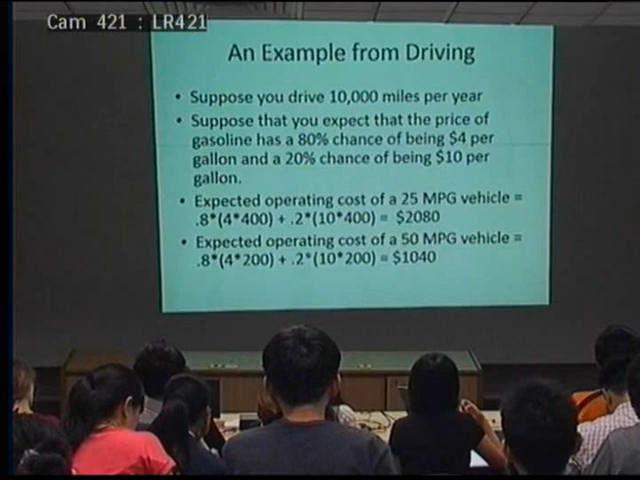 Cam 421 : LR421
An Example from Driving
• Suppose you drive 10,000 miles per year
• Suppose that you expect that the price of
gasoline has a 80% chance of being $4 per
gallon and a 20% chance of being $10 per
gallon.
• Expected operating cost of a 25 MPG vehicle =
.8*(4*400) + .2*(10*400) = $2080
• Expected operating cost of a 50 MPG vehicle =
.8*(4*200) + .2*(10*200) = $1040